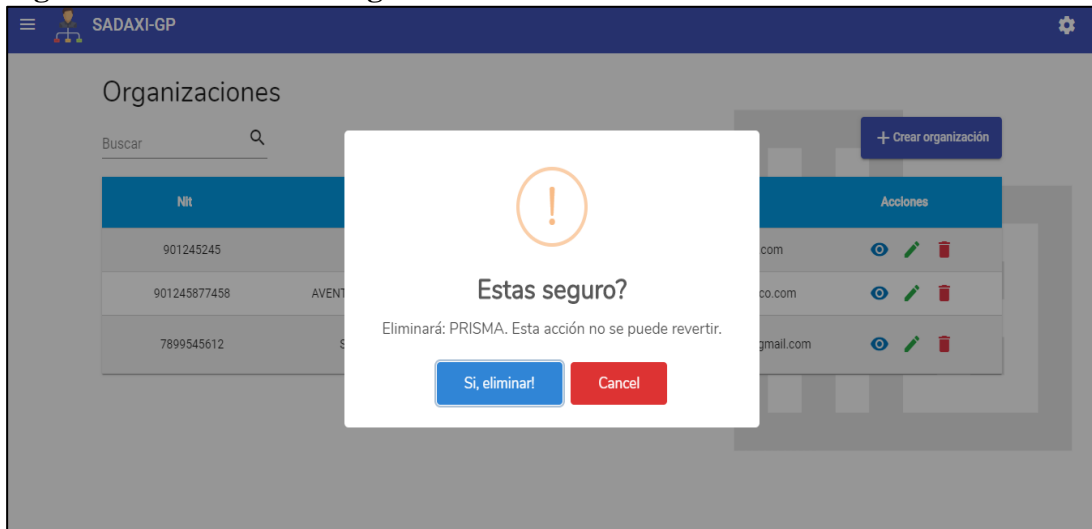 SADAXI-GP
Organizaciones
Buscar
+ Crear organización
Nit
Acciones
901245245
com
901245877458
AVENT
co.com
7899545612
S
gmail.com
!
Estas seguro?
Eliminará: PRISMA. Esta acción no se puede revertir.
Si, eliminar!
Cancel